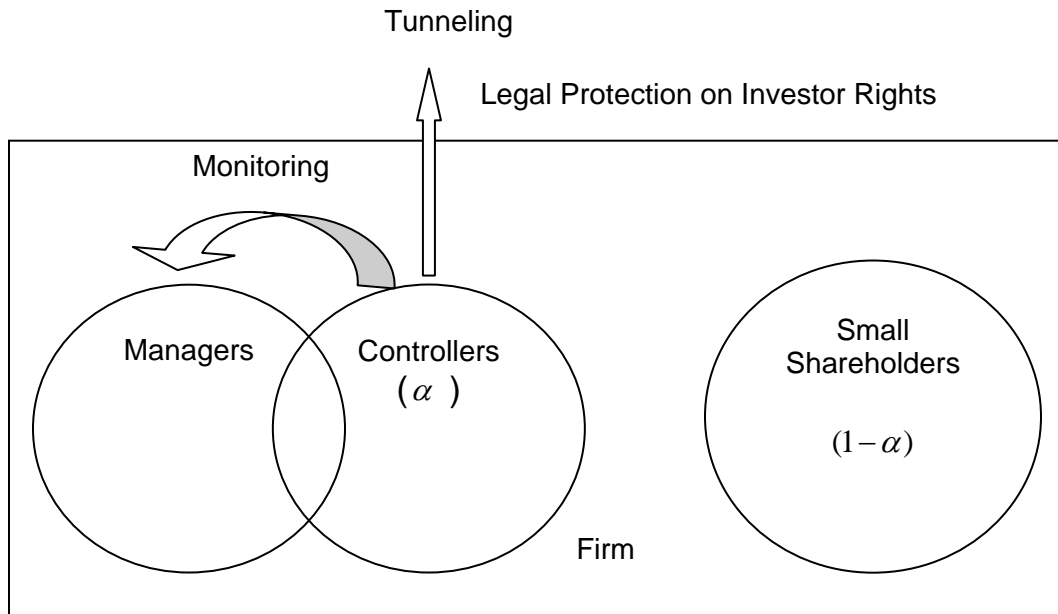 Tunneling
Legal Protection on Investor Rights
Monitoring
Managers
Controllers
(α )
Small
Shareholders
(1−α)
Firm